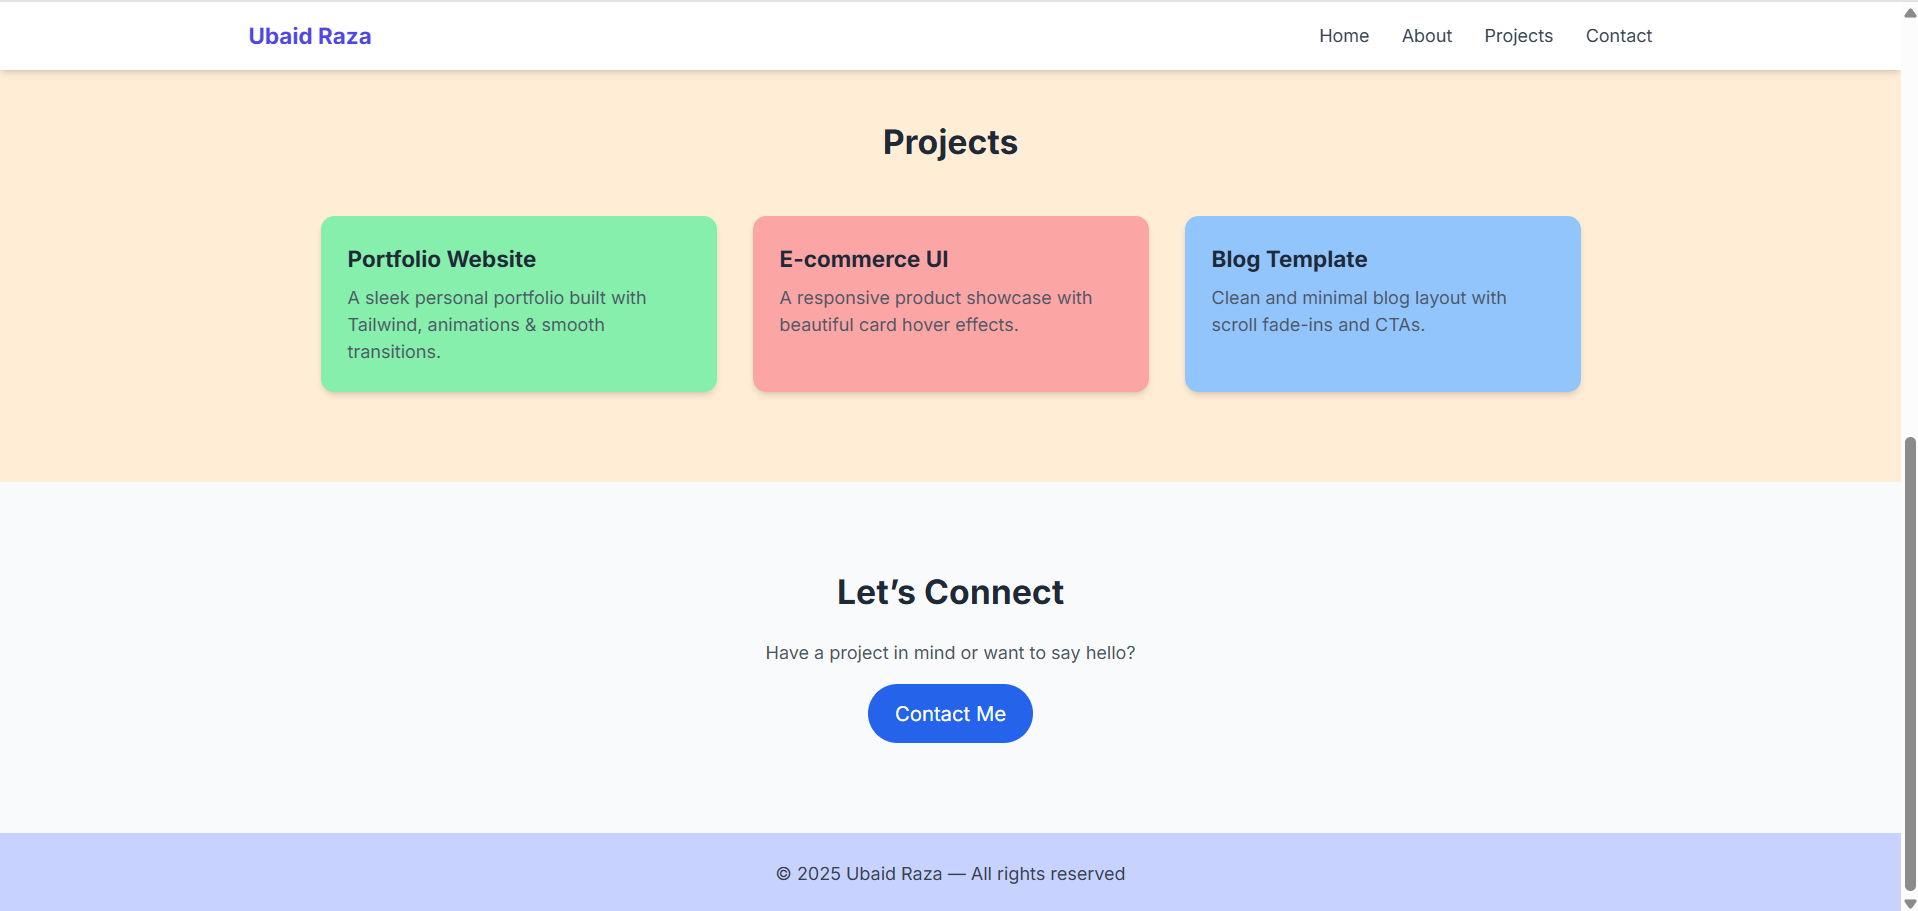 Ubaid Raza
Home About Projects Contact
Projects
Portfolio Website
A sleek personal portfolio built with
Tailwind, animations & smooth
transitions.
E-commerce UI
A responsive product showcase with
beautiful card hover effects.
Blog Template
Clean and minimal blog layout with
scroll fade-ins and CTAs.
Let’s Connect
Have a project in mind or want to say hello?
Contact Me
© 2025 Ubaid Raza — All rights reserved